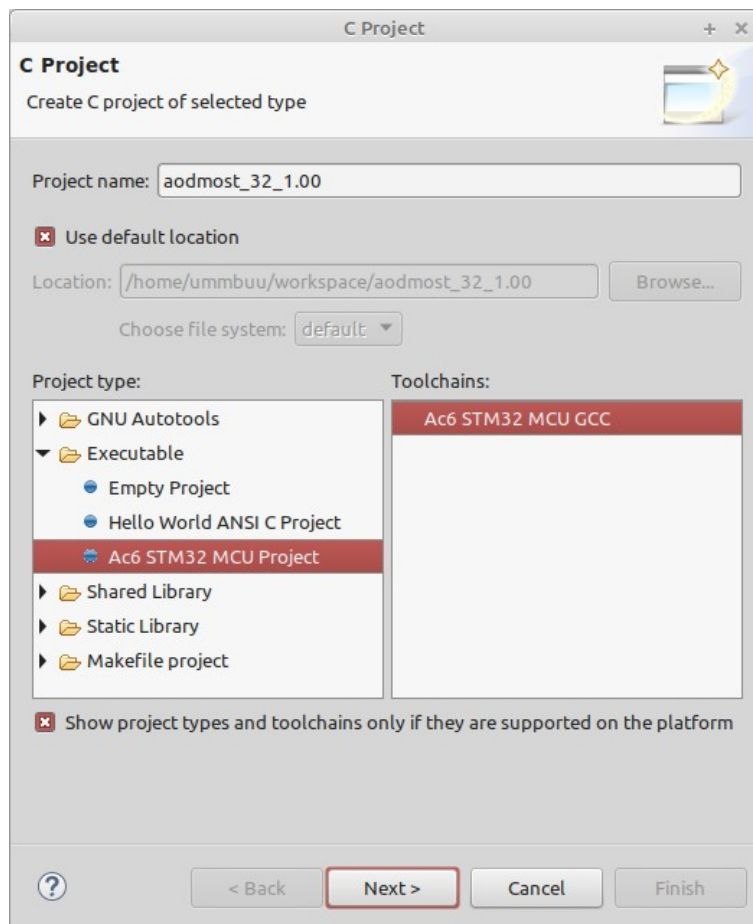 C Project
C Project
Create C project of selected type
Project name: aodmost_32_1.00
Use default location
Location: /home/ummbuu/workspace/aodmost_32_1.00 Browse...
Choose file system: default
Project type: Toolchains:
GNU Autotools Ac6 STM32 MCU GCC
Executable
Empty Project
Hello World ANSI C Project
Ac6 STM32 MCU Project
Shared Library
Static Library
Makefile project
Show project types and toolchains only if they are supported on the platform
< Back Next > Cancel Finish